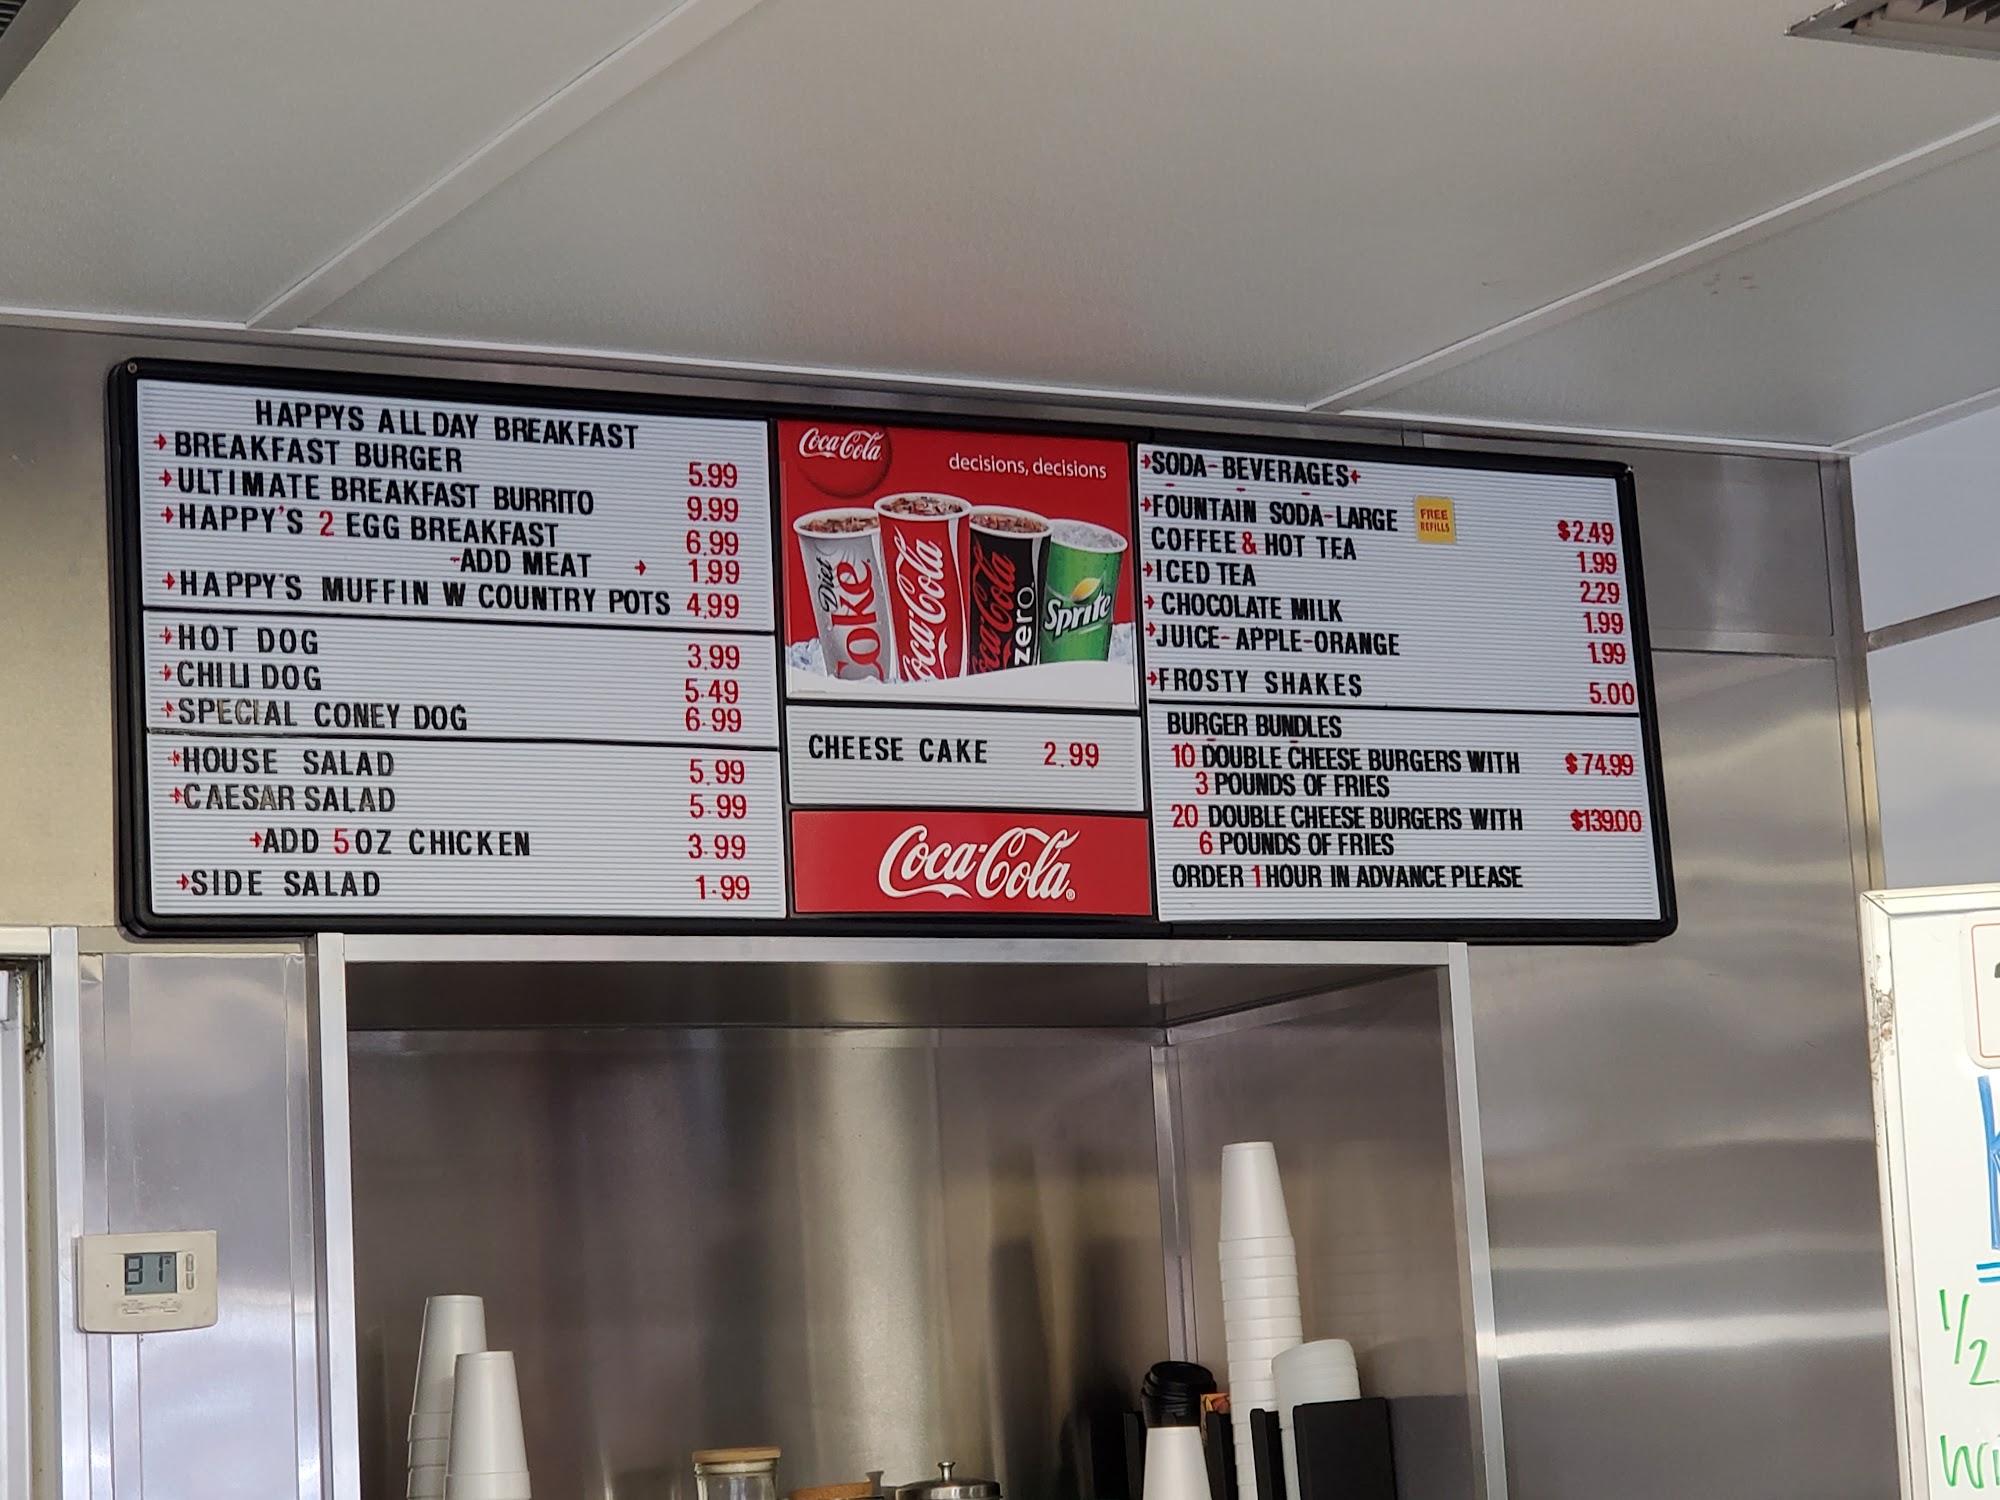 HAPPYS ALL DAY BREAKFAST
BREAKFAST BURGER 5.99
ULTIMATE BREAKFAST BURRITO 9.99
HAPPY'S 2 EGG BREAKFAST 6.99
-ADD MEAT 1.99
HAPPY'S MUFFIN W COUNTRY POTS 4.99
HOT DOG 3.99
CHILI DOG 5.49
SPECIAL CONEY DOG 6.99
HOUSE SALAD 5.99
CAESAR SALAD 5.99
ADD 5 OZ CHICKEN 3.99
SIDE SALAD 1.99
Coca-Cola
decisions, decisions
Diet Coke
Coca-Cola
Coca-Cola zero
Sprite
CHEESE CAKE 2.99
Coca-Cola®
SODA-BEVERAGES
FOUNTAIN SODA-LARGE FREE REFILLS $2.49
COFFEE & HOT TEA 1.99
ICED TEA 2.29
CHOCOLATE MILK 1.99
JUICE-APPLE-ORANGE 1.99
FROSTY SHAKES 5.00
BURGER BUNDLES
10 DOUBLE CHEESE BURGERS WITH $74.99
3 POUNDS OF FRIES
20 DOUBLE CHEESE BURGERS WITH $139.00
6 POUNDS OF FRIES
ORDER 1 HOUR IN ADVANCE PLEASE
81°
1/2